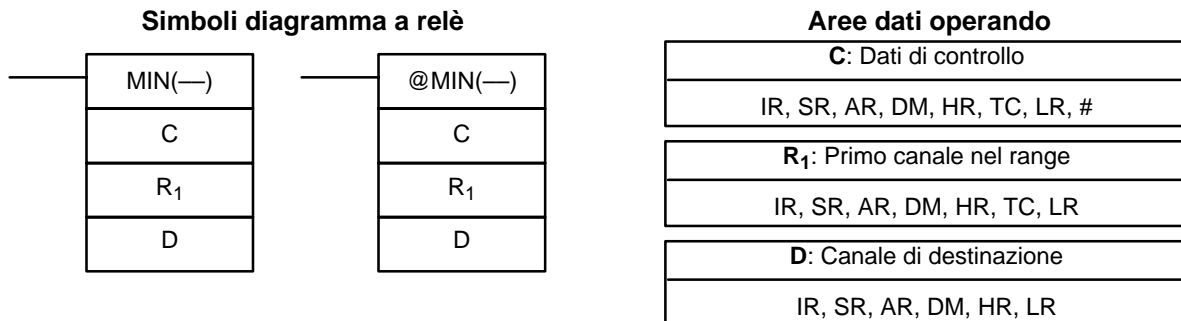 Simboli diagramma a relè
MIN(––)
C
R1
D
@MIN(––)
C
R1
D
Aree dati operando
C: Dati di controllo
IR, SR, AR, DM, HR, TC, LR, #
R1: Primo canale nel range
IR, SR, AR, DM, HR, TC, LR
D: Canale di destinazione
IR, SR, AR, DM, HR, LR